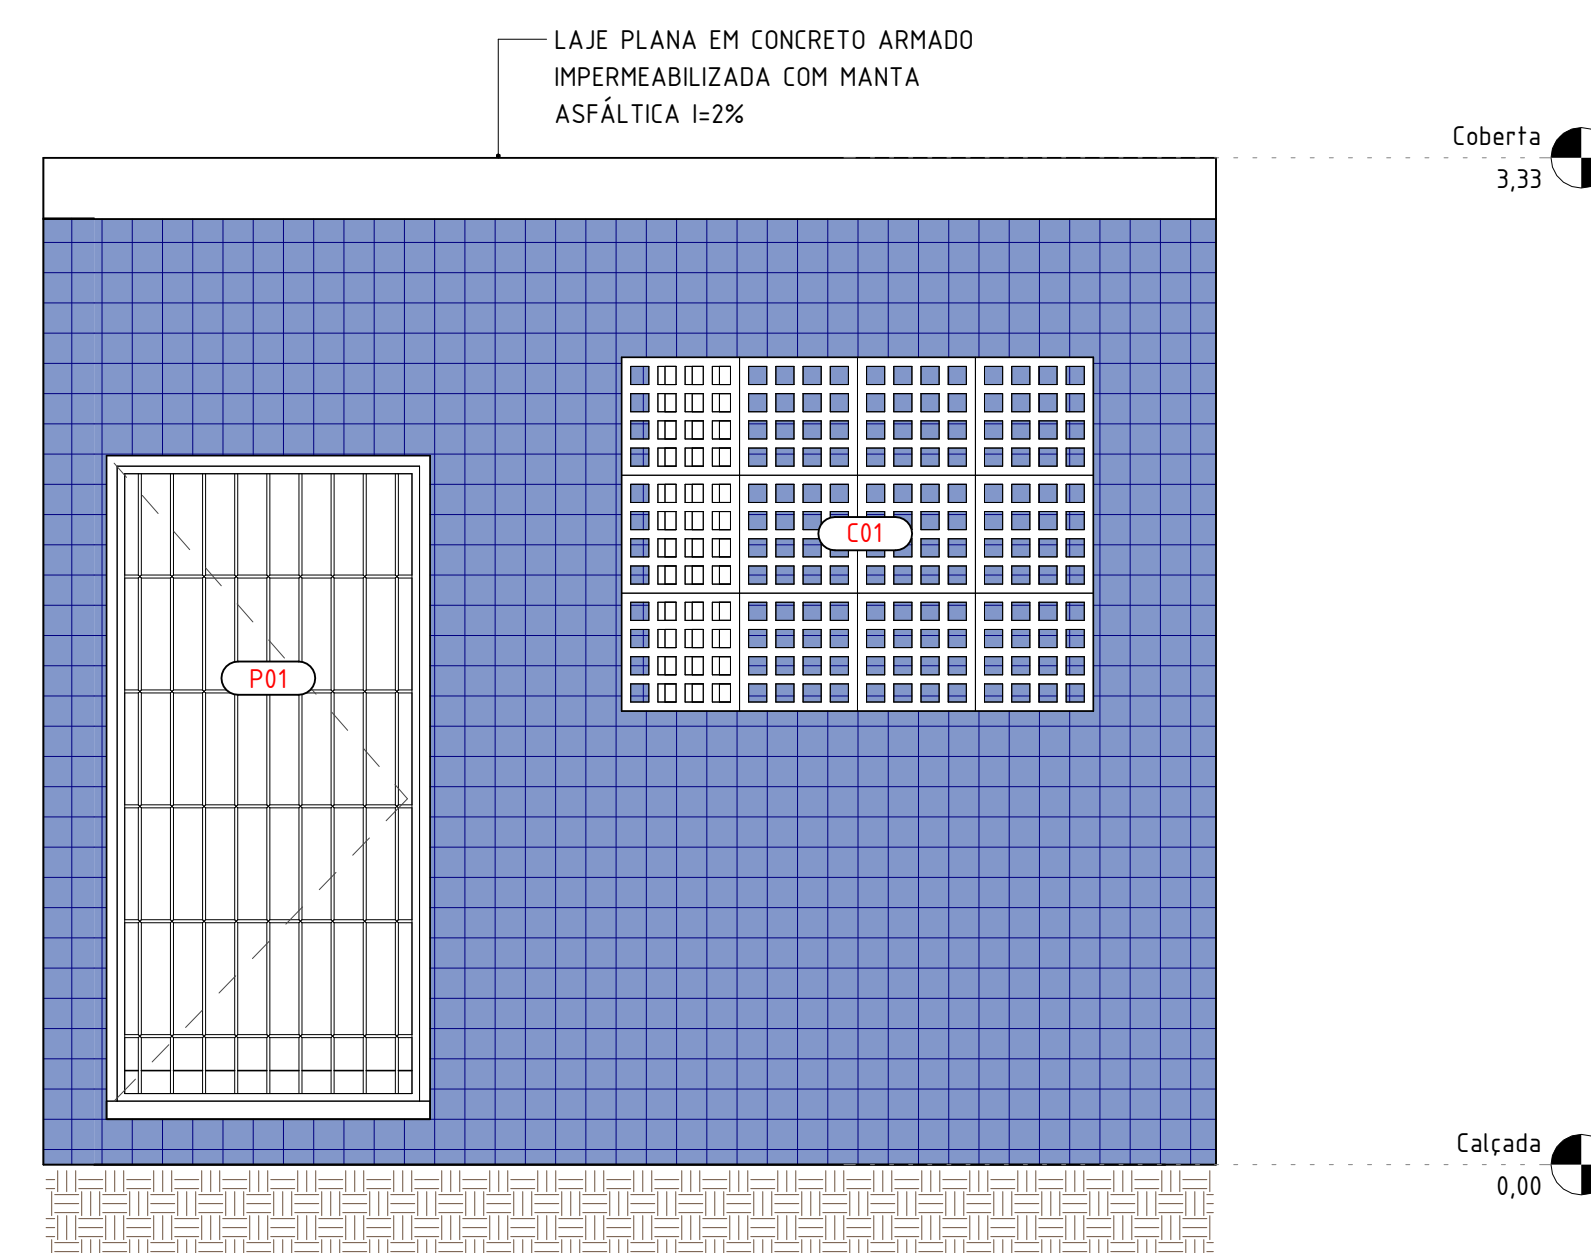 LAJE PLANA EM CONCRETO ARMADO
IMPERMEABILIZADA COM MANTA
ASFÁLTICA I=2%
Coberta
3,33
C01
P01
Calçada
0,00